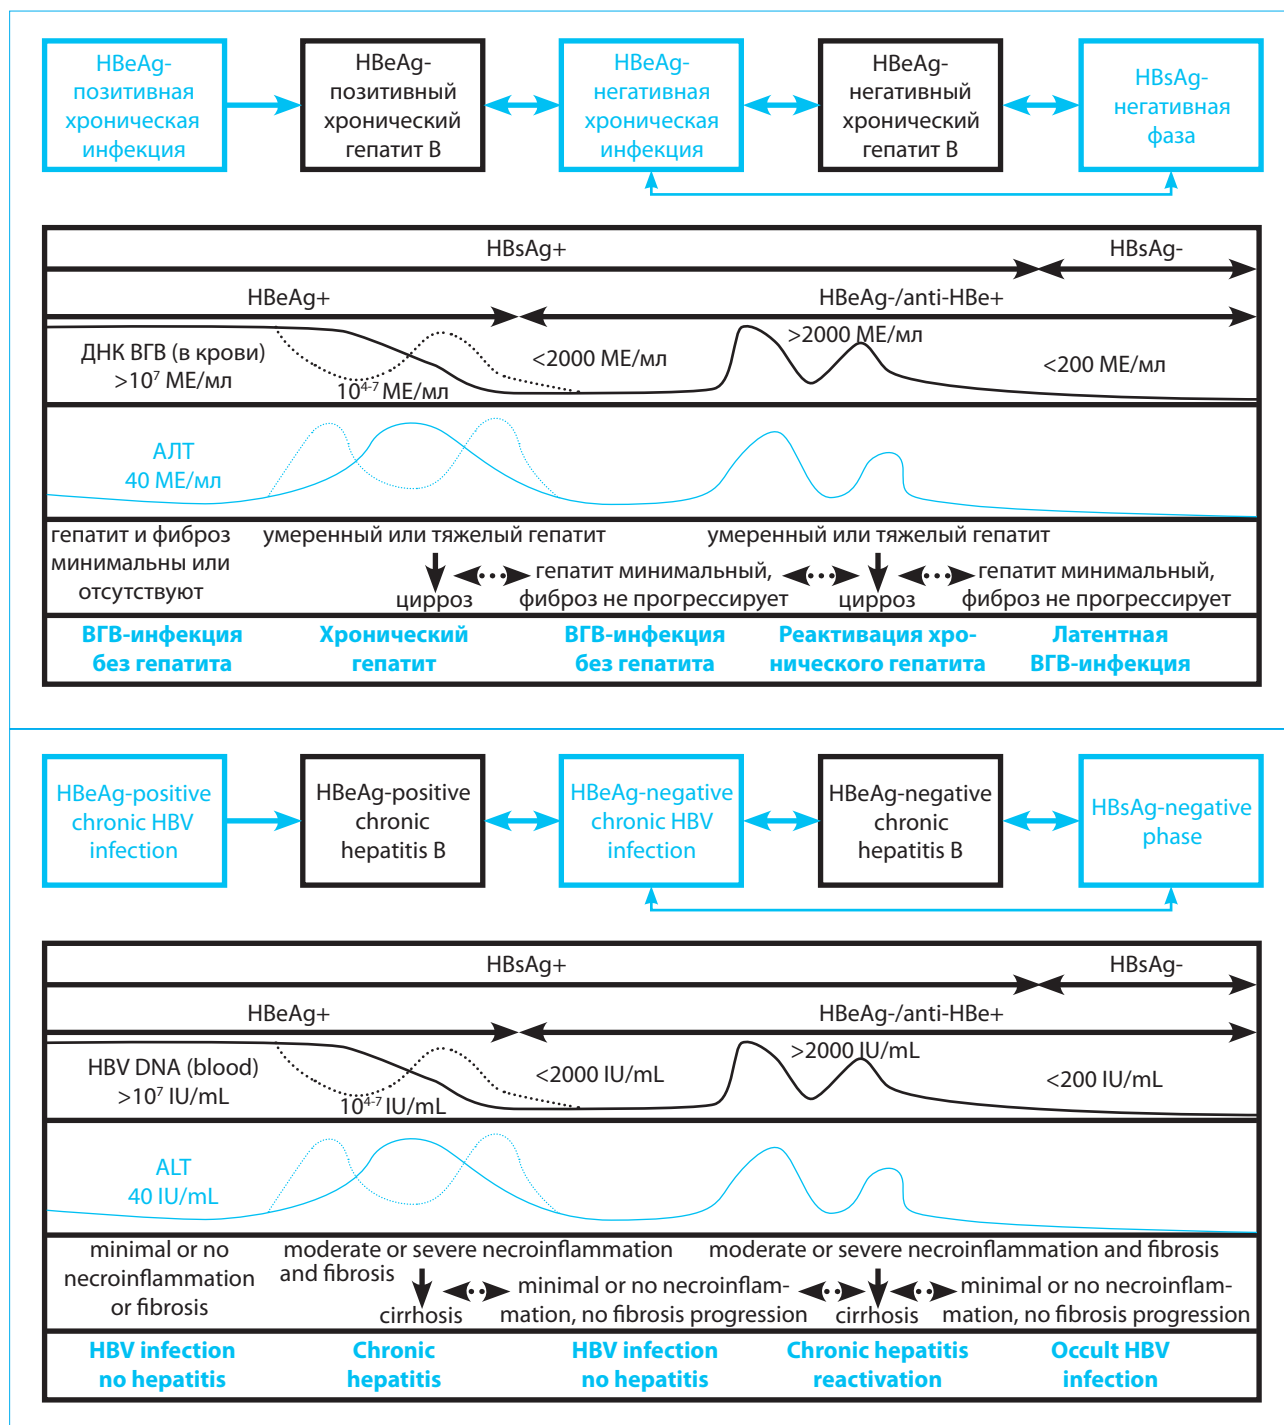 HBeAg-
позитивная
хроническая
инфекция
HBeAg-
позитивный
хронический
гепатит B
HBeAg-
негативная
хроническая
инфекция
HBeAg-
негативный
хронический
гепатит B
HBsAg-
негативная
фаза
HBsAg+
HBsAg-
HBeAg+
HBeAg-/anti-HBe+
ДНК ВГВ (в крови)
>10⁷ МЕ/мл
10⁴⁻⁷ МЕ/мл
<2000 МЕ/мл
>2000 МЕ/мл
<200 МЕ/мл
АЛТ
40 МЕ/мл
гепатит и фиброз
минимальны или
отсутствуют
умеренный или тяжелый гепатит
цирроз
гепатит минимальный,
фиброз не прогрессирует
умеренный или тяжелый гепатит
цирроз
гепатит минимальный,
фиброз не прогрессирует
ВГВ-инфекция
без гепатита
Хронический
гепатит
ВГВ-инфекция
без гепатита
Реактивация хро-
нического гепатита
Латентная
ВГВ-инфекция
HBeAg-positive
chronic HBV
infection
HBeAg-positive
chronic
hepatitis B
HBeAg-negative
chronic HBV
infection
HBeAg-negative
chronic
hepatitis B
HBsAg-negative
phase
HBsAg+
HBsAg-
HBeAg+
HBeAg-/anti-HBe+
HBV DNA (blood)
>10⁷ IU/mL
10⁴⁻⁷ IU/mL
<2000 IU/mL
>2000 IU/mL
<200 IU/mL
ALT
40 IU/mL
minimal or no
necroinflammation
or fibrosis
moderate or severe necroinflammation
and fibrosis
cirrhosis
minimal or no necroinflam-
mation, no fibrosis progression
moderate or severe necroinflammation and fibrosis
cirrhosis
minimal or no necroinflam-
mation, no fibrosis progression
HBV infection
no hepatitis
Chronic
hepatitis
HBV infection
no hepatitis
Chronic hepatitis
reactivation
Occult HBV
infection